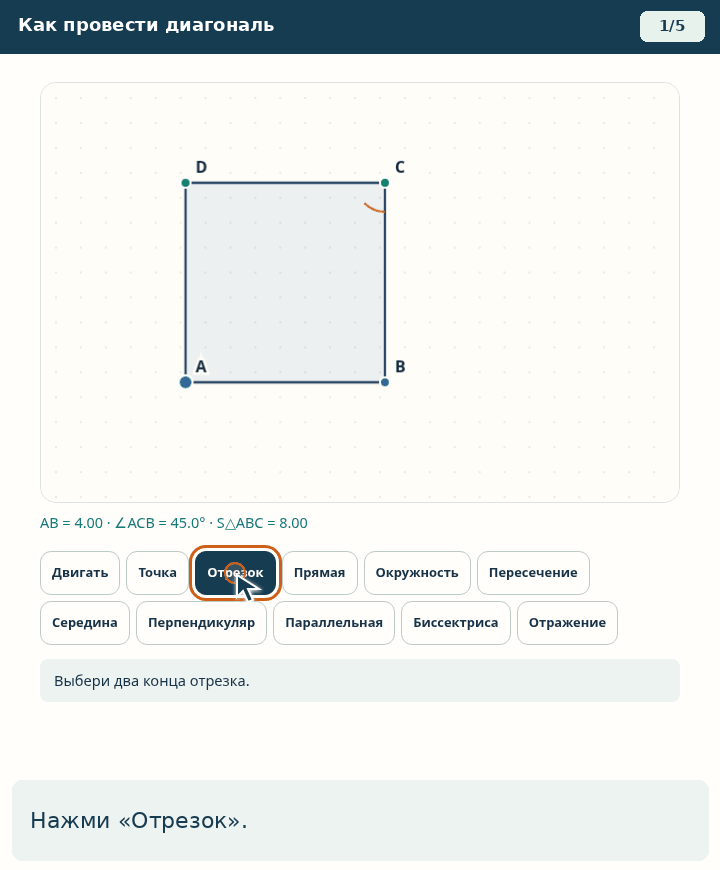 Как провести диагональ
1/5
D
C
A
B
AB = 4.00 · ∠ACB = 45.0° · S△ABC = 8.00
Двигать Точка Отрезок Прямая Окружность Пересечение
Середина Перпендикуляр Параллельная Биссектриса Отражение
Выбери два конца отрезка.
Нажми «Отрезок».